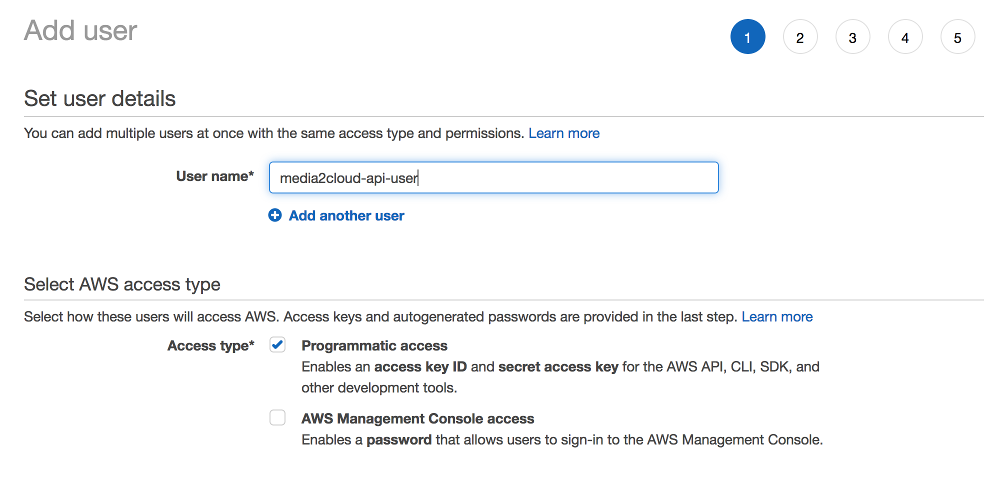 Add user
1 2 3 4 5
Set user details
You can add multiple users at once with the same access type and permissions. Learn more
User name* media2cloud-api-user
Add another user
Select AWS access type
Select how these users will access AWS. Access keys and autogenerated passwords are provided in the last step. Learn more
Access type* Programmatic access
Enables an access key ID and secret access key for the AWS API, CLI, SDK, and
other development tools.
AWS Management Console access
Enables a password that allows users to sign-in to the AWS Management Console.